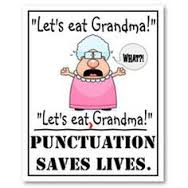 "Let's eat Grandma!"
WHAT?!
"Let's eat, Grandma!"
PUNCTUATION
SAVES LIVES.